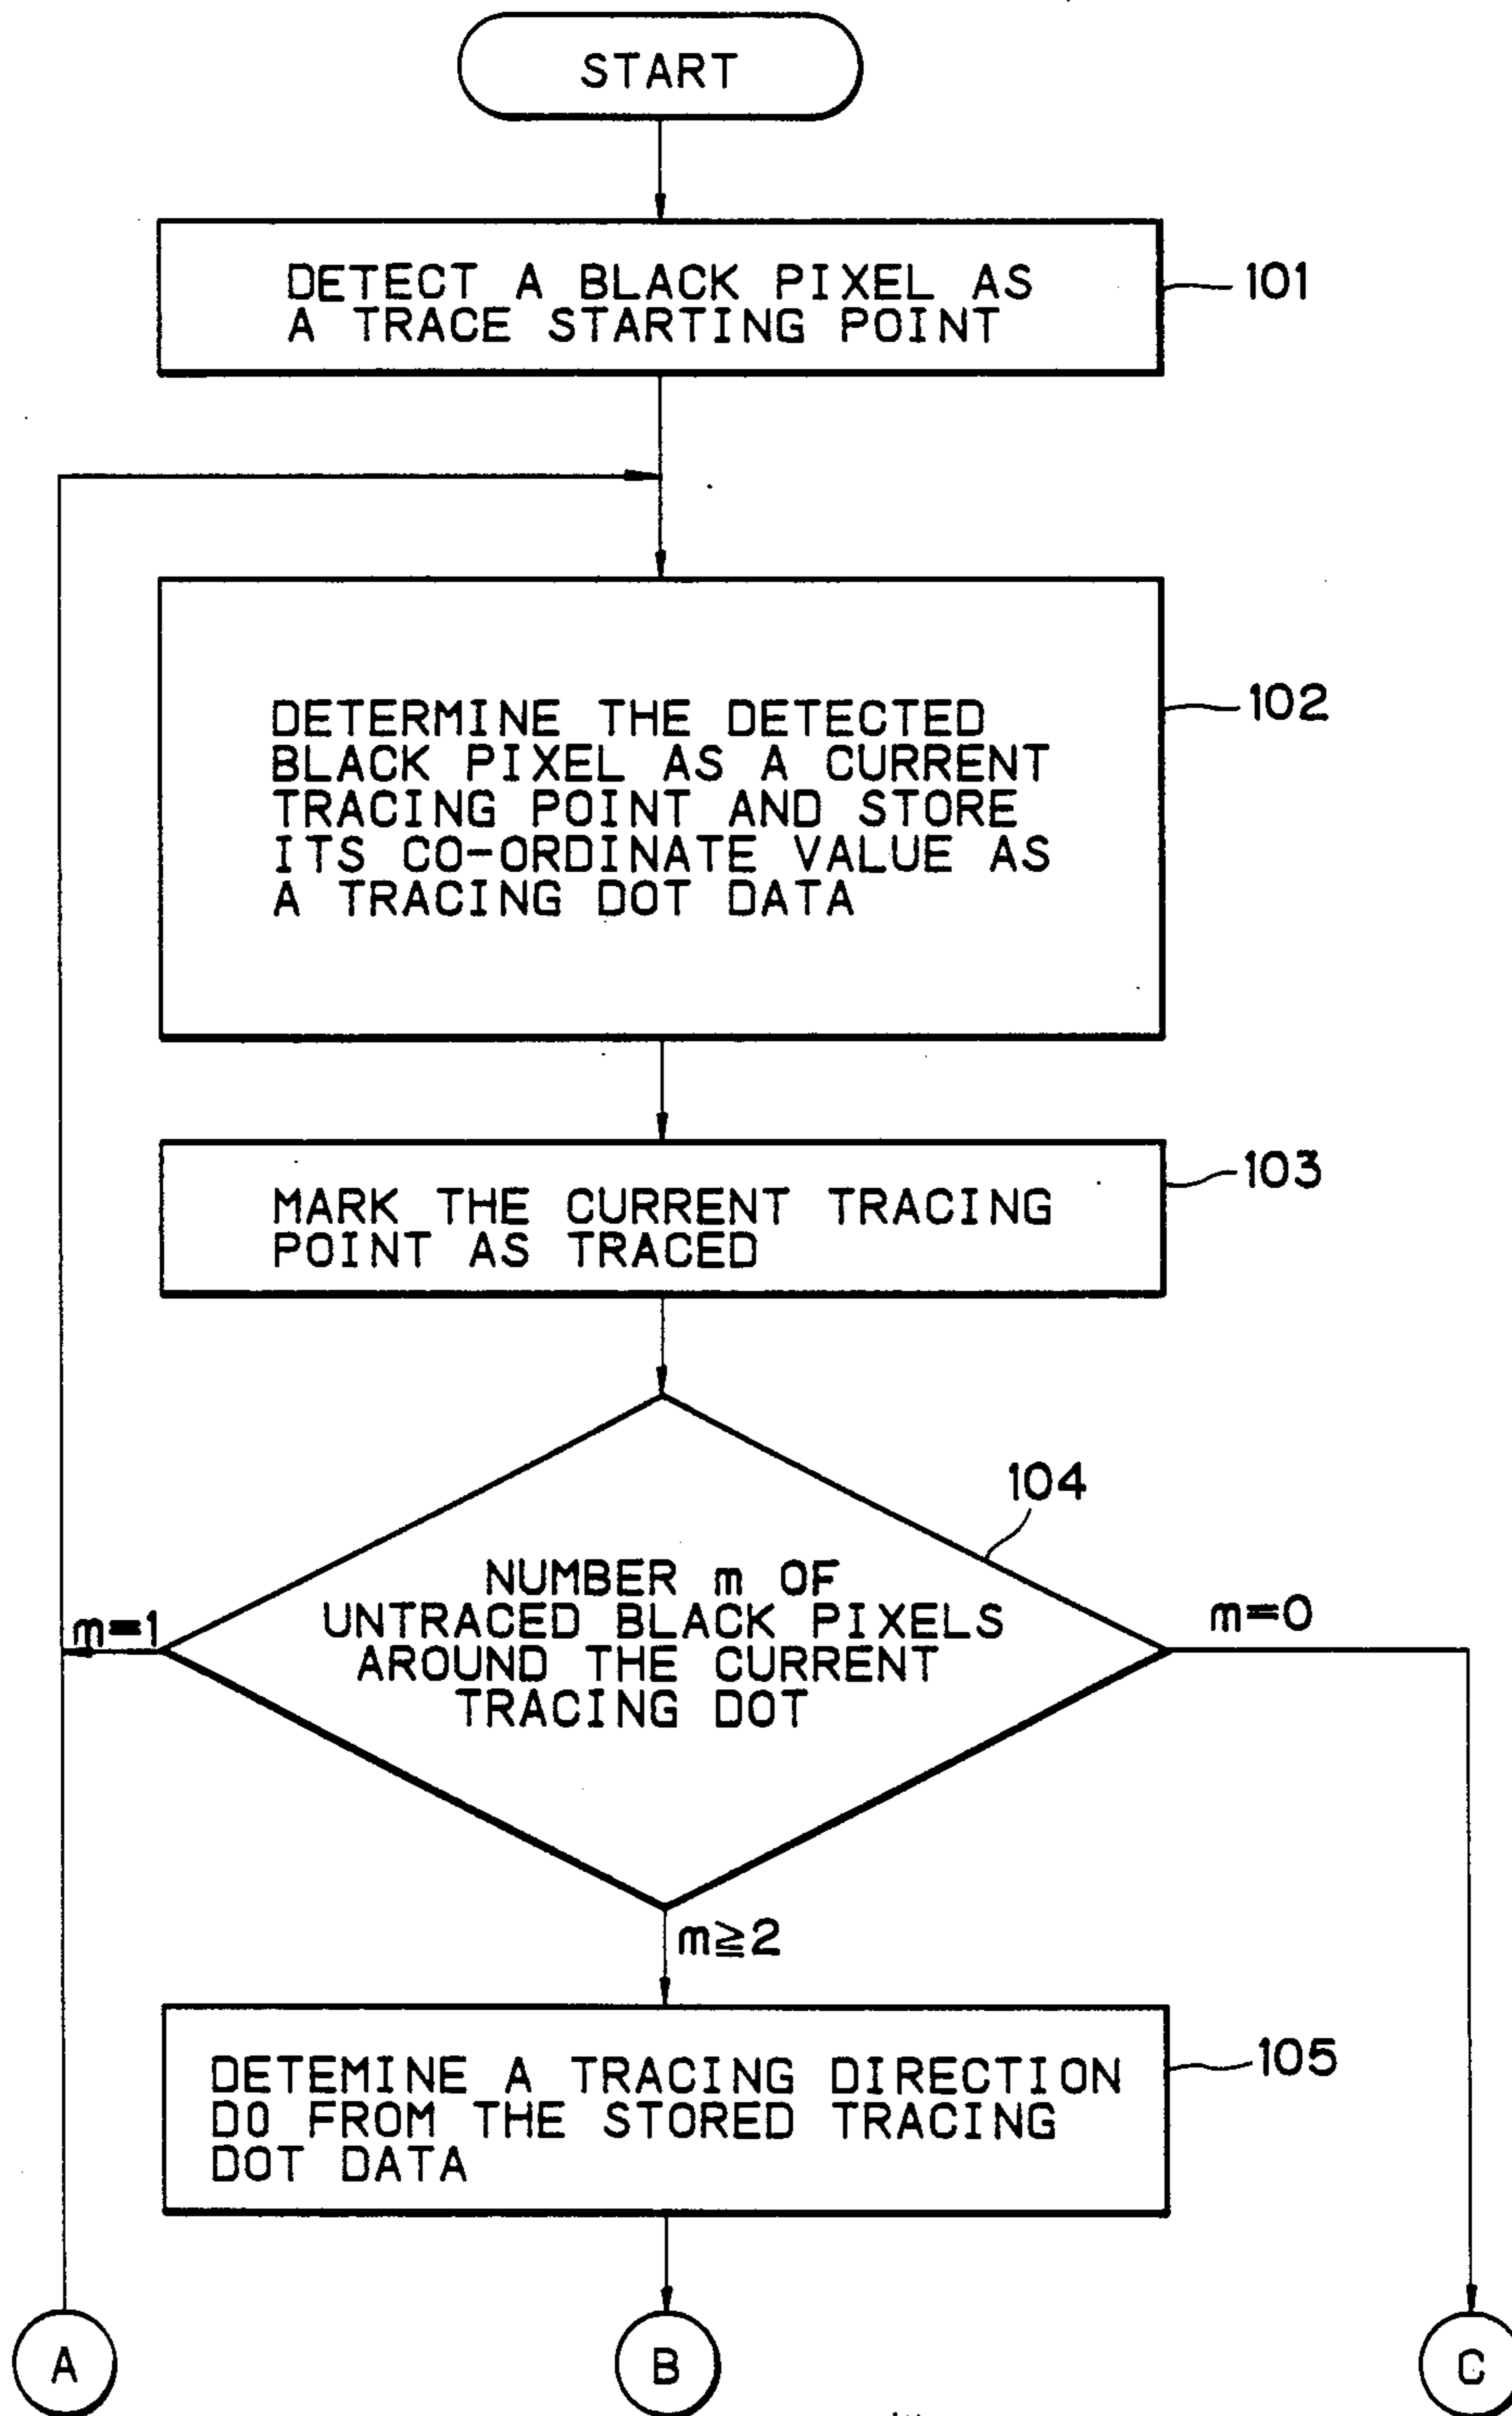 START
DETECT A BLACK PIXEL AS
A TRACE STARTING POINT
101
DETERMINE THE DETECTED
BLACK PIXEL AS A CURRENT
TRACING POINT AND STORE
ITS CO-ORDINATE VALUE AS
A TRACING DOT DATA
102
MARK THE CURRENT TRACING
POINT AS TRACED
103
104
NUMBER m OF
UNTRACED BLACK PIXELS
AROUND THE CURRENT
TRACING DOT
m=1
m=0
m≧2
DETEMINE A TRACING DIRECTION
DO FROM THE STORED TRACING
DOT DATA
105
A
B
C